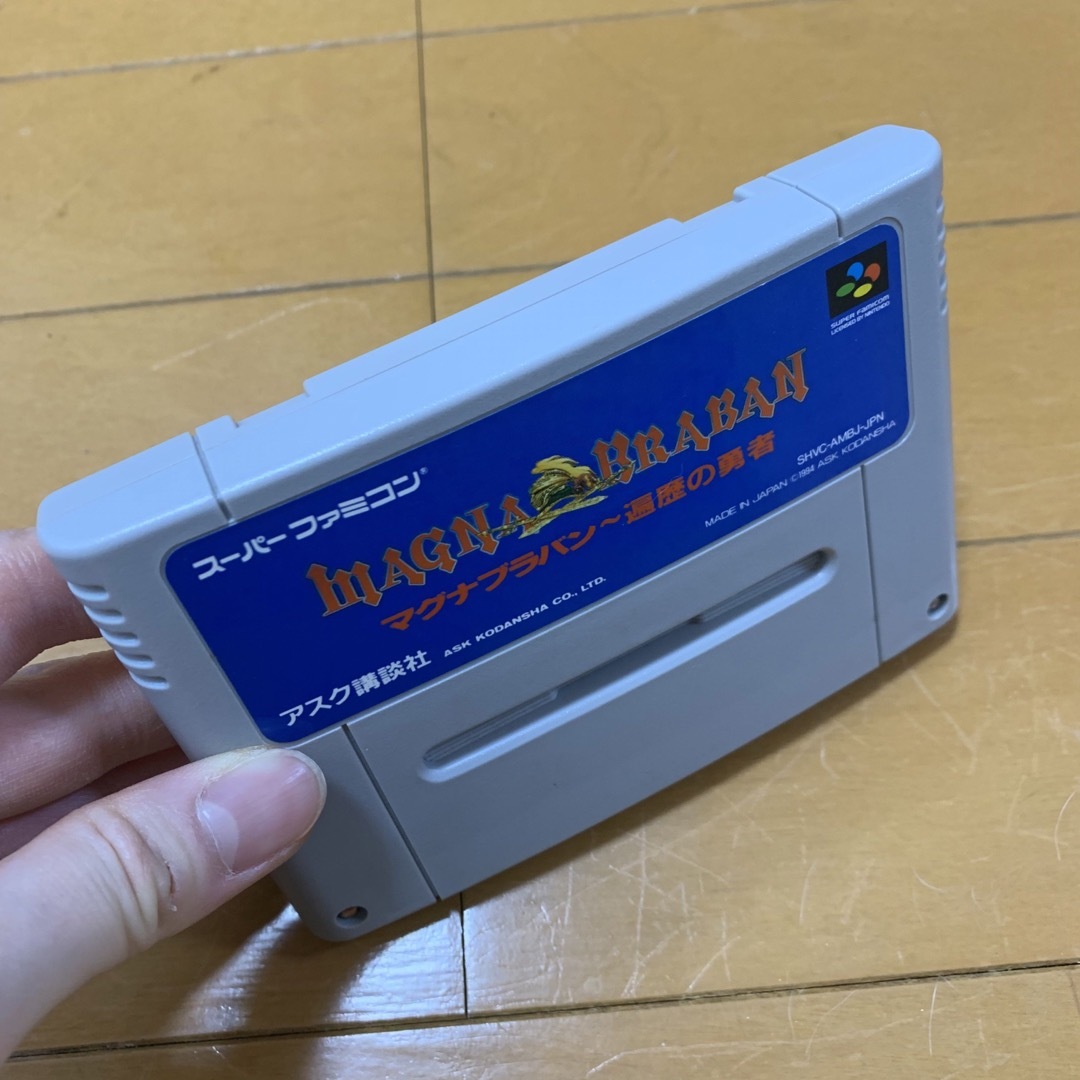 スーパーファミコン®
SUPER FAMICOM
LICENSED BY NINTENDO
MAGNA BRABAN
マグナブラバン〜遍歴の勇者
SHVC-AMBJ-JPN
アスク講談社 ASK KODANSHA CO., LTD.
MADE IN JAPAN ©1994 ASK KODANSHA